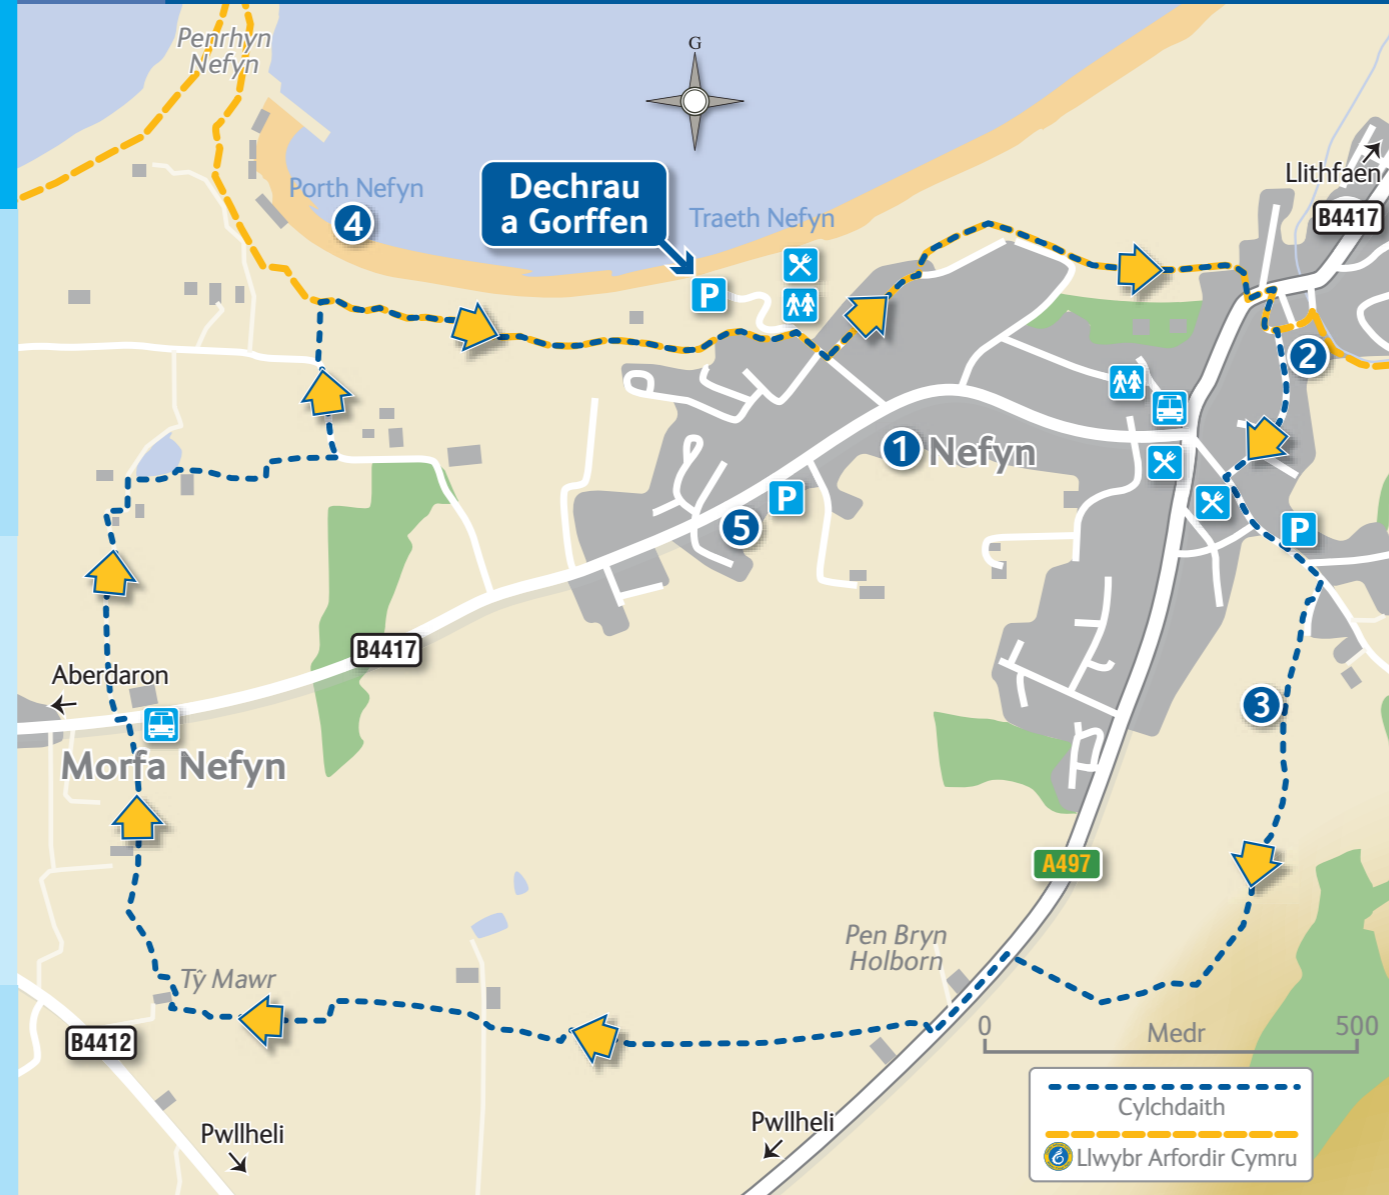 Penrhyn
Nefyn
G
Porth Nefyn
4
Dechrau
a Gorffen
Traeth Nefyn
P
Llithfaen
B4417
2
1 Nefyn
P
5
P
B4417
Aberdaron
3
Morfa Nefyn
A497
Pen Bryn
Holborn
Tŷ Mawr
B4412
0 Medr 500
Cylchdaith
Llwybr Arfordir Cymru
Pwllheli
Pwllheli